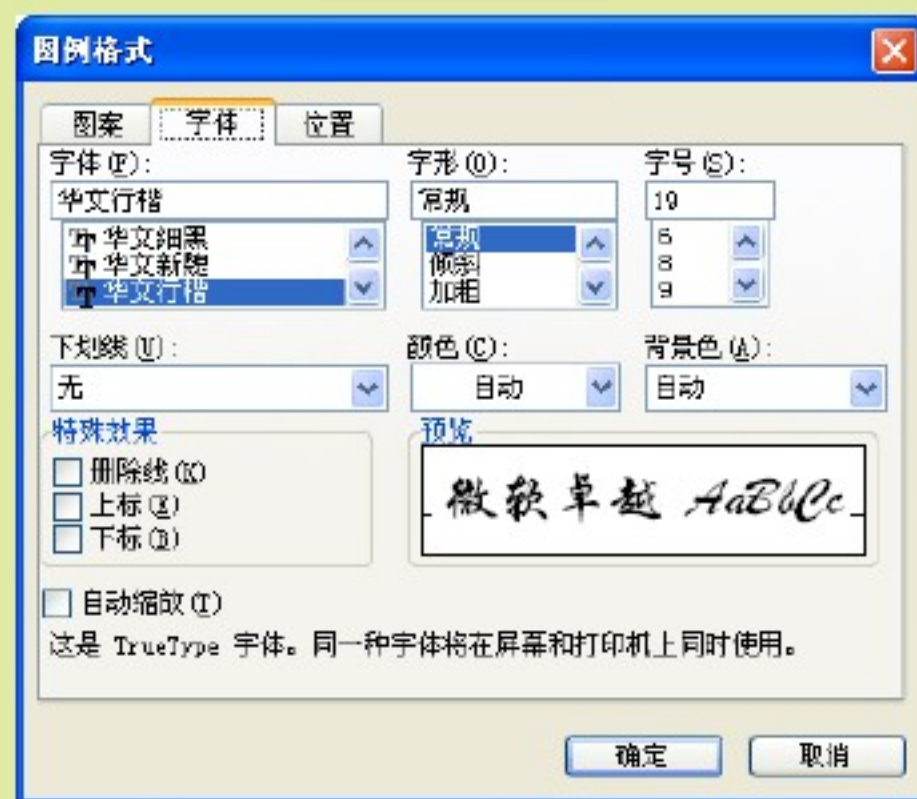 图例格式
图案 字体 位置
字体(F): 字形(O): 字号(S):
华文行楷 常规 19
华文细黑 常规 6
华文新魏 倾斜 8
华文行楷 加粗 9
下划线(U): 颜色(C): 背景色(A):
无 自动 自动
特殊效果 预览
删除线(K)
上标(E)
下标(B)
微软卓越 AaBbCc
自动缩放(T)
这是 TrueType 字体。同一种字体将在屏幕和打印机上同时使用。
确定 取消